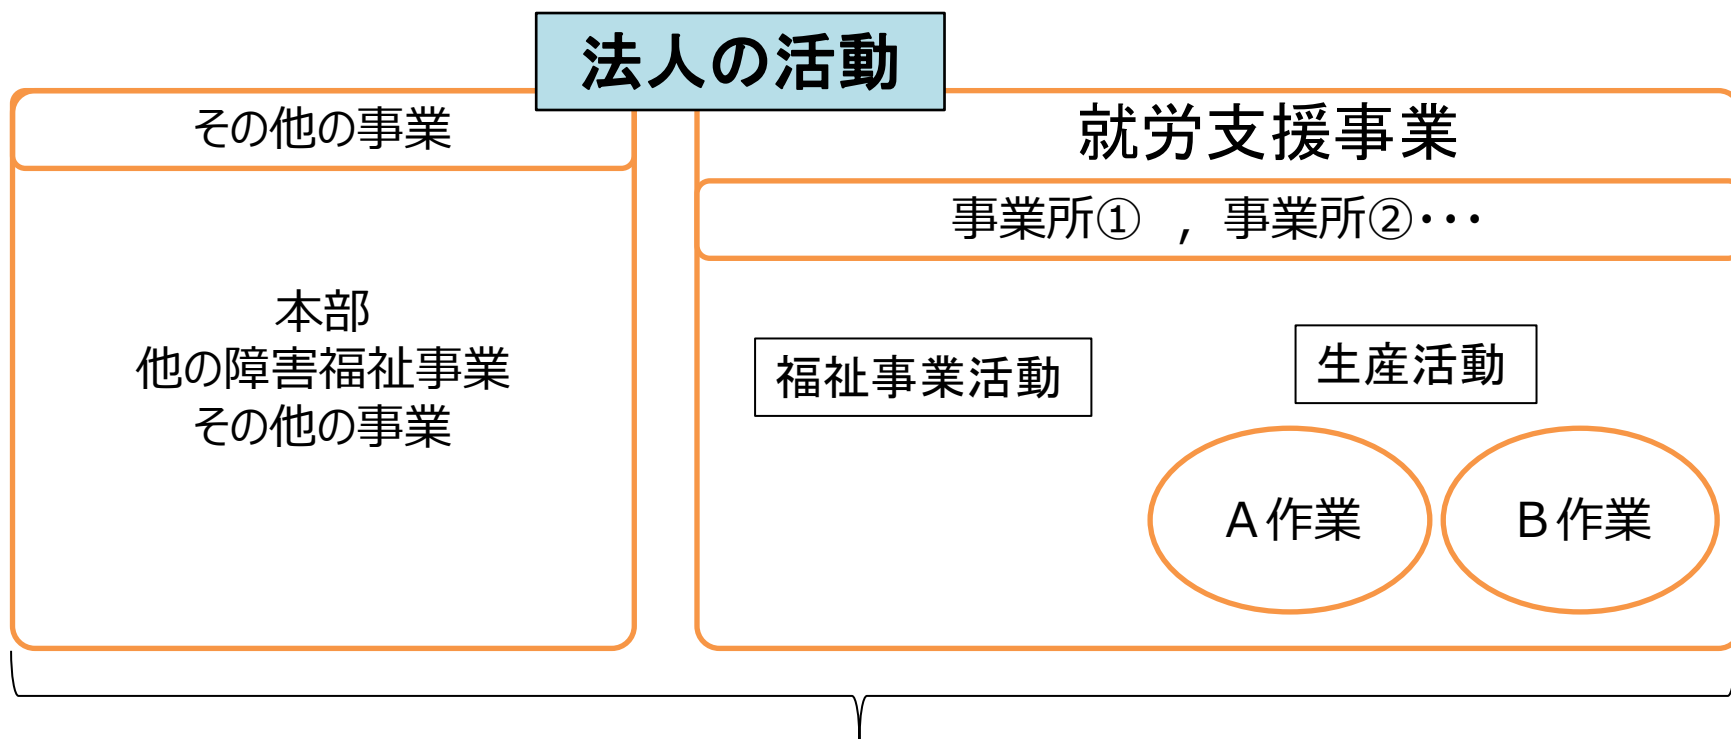 法人の活動
その他の事業
本部
他の障害福祉事業
その他の事業
就労支援事業
事業所① , 事業所②・・・
福祉事業活動
生産活動
A作業
B作業